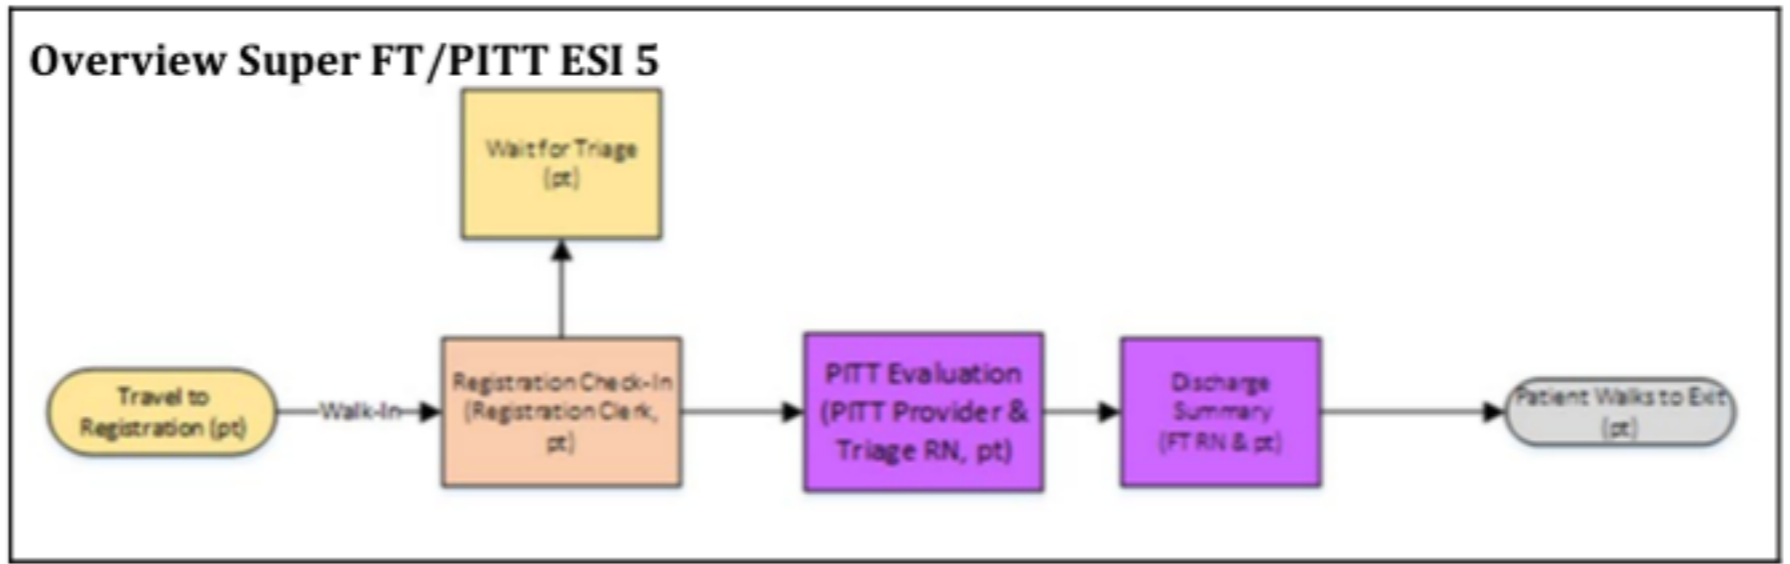 Overview Super FT/PITT ESI 5
Wait for Triage
(pt)
Travel to
Registration (pt)
Walk-In
Registration Check-In
(Registration Clerk,
pt)
PITT Evaluation
(PITT Provider &
Triage RN, pt)
Discharge
Summary
(FT RN & pt)
Patient Walks to Exit
(pt)